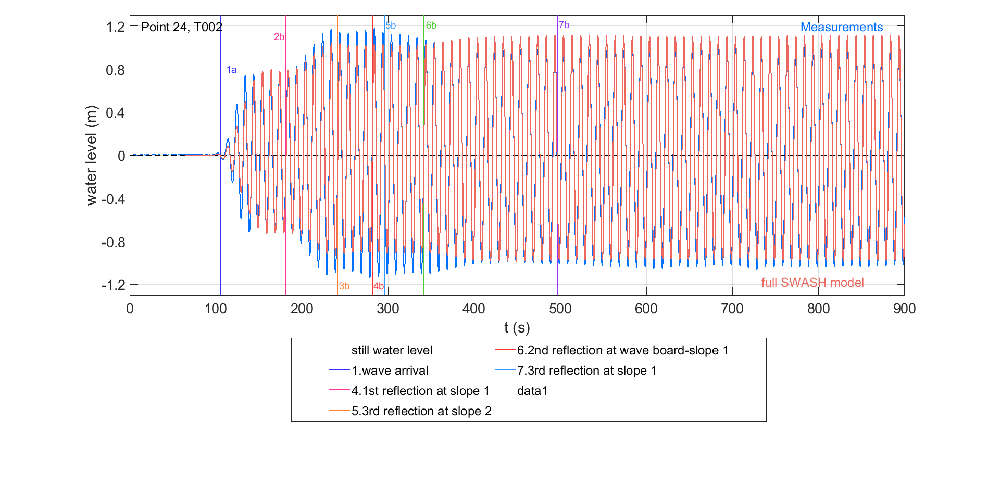 Point 24, T002
Measurements
1a
2b
3b
4b
5b
6b
7b
full SWASH model
water level (m)
1.2
0.8
0.4
0
-0.4
-0.8
-1.2
0 100 200 300 400 500 600 700 800 900
t (s)
still water level
1.wave arrival
4.1st reflection at slope 1
5.3rd reflection at slope 2
6.2nd reflection at wave board-slope 1
7.3rd reflection at slope 1
data1